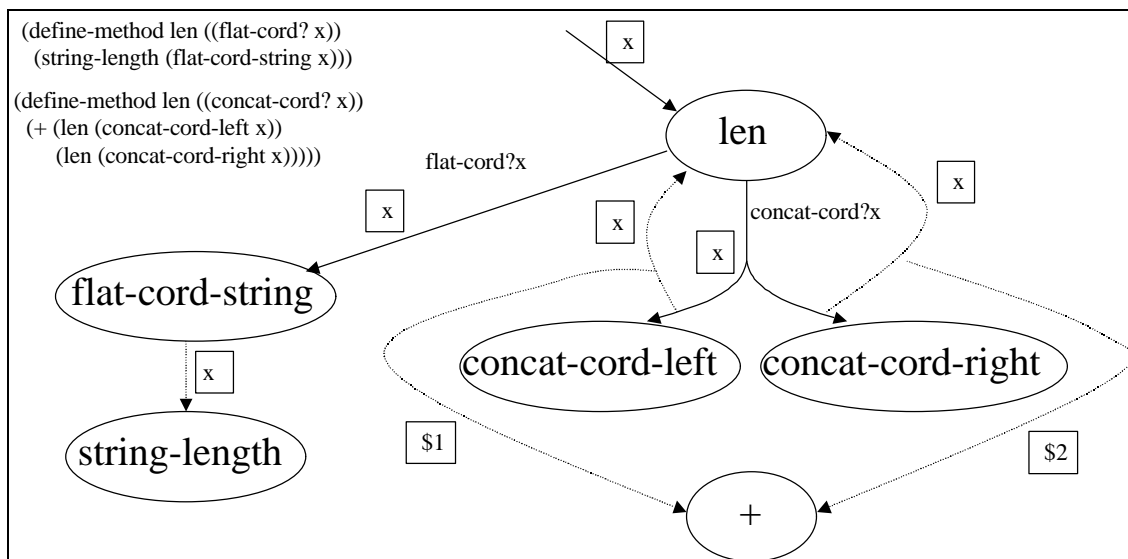 (define-method len ((flat-cord? x))
(string-length (flat-cord-string x)))
(define-method len ((concat-cord? x))
(+ (len (concat-cord-left x))
(len (concat-cord-right x)))))
x
len
flat-cord?x
x
x
x
concat-cord?x
x
flat-cord-string
concat-cord-left
concat-cord-right
x
string-length
$1
$2
+